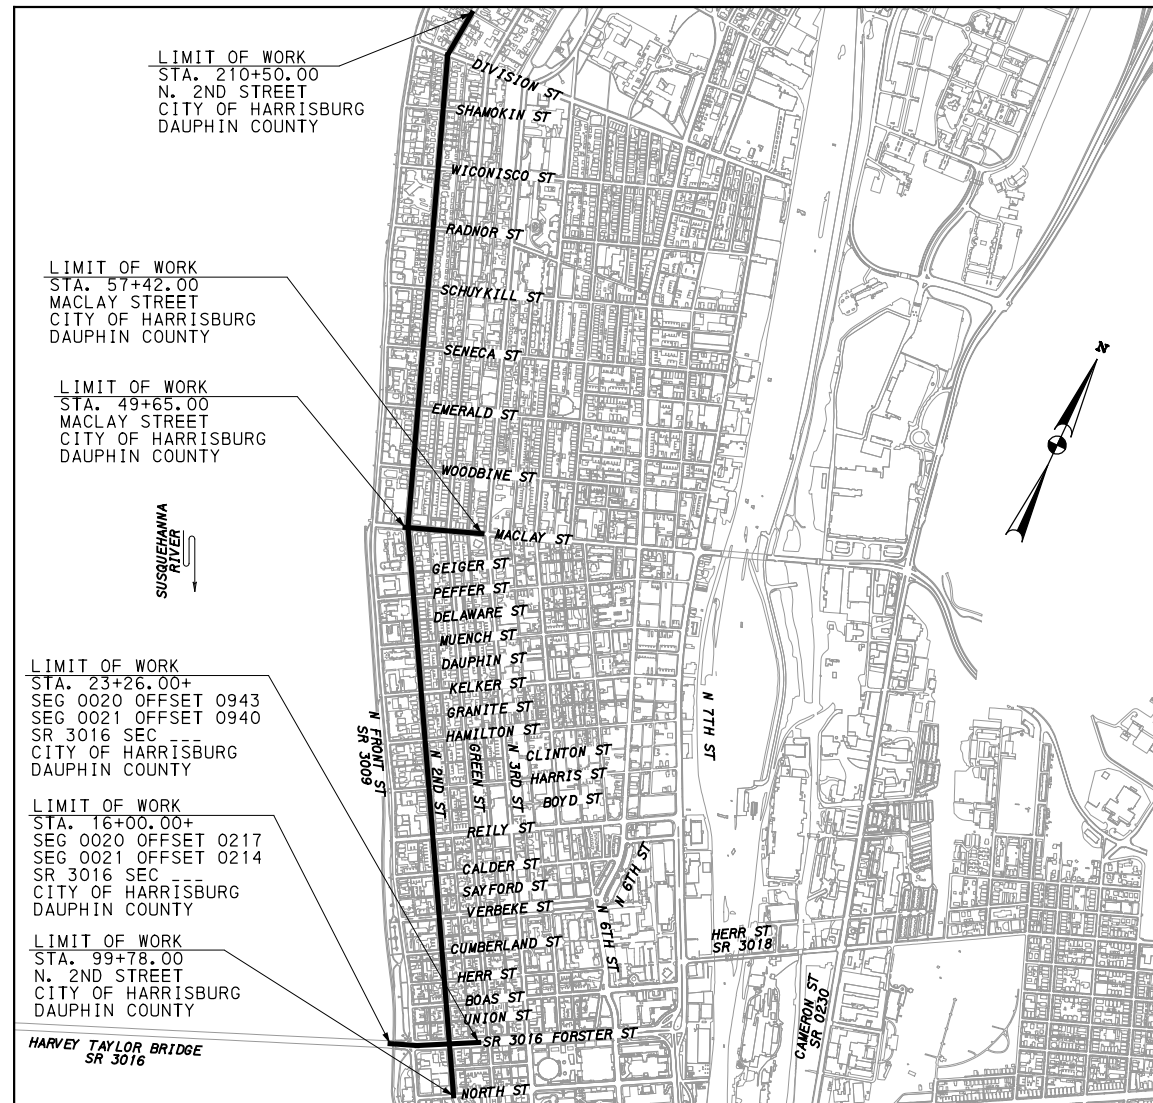 LIMIT OF WORK
STA. 210+50.00
N. 2ND STREET
CITY OF HARRISBURG
DAUPHIN COUNTY
DIVISION ST
SHAMOKIN ST
WICONISCO ST
RADNOR ST
LIMIT OF WORK
STA. 57+42.00
MACLAY STREET
CITY OF HARRISBURG
DAUPHIN COUNTY
SCHUYKILL ST
SENECA ST
N
LIMIT OF WORK
STA. 49+65.00
MACLAY STREET
CITY OF HARRISBURG
DAUPHIN COUNTY
EMERALD ST
WOODBINE ST
SUSQUEHANNA
RIVER
MACLAY ST
GEIGER ST
PEFFER ST
DELAWARE ST
MUENCH ST
DAUPHIN ST
KELKER ST
GRANITE ST
HAMILTON ST
LIMIT OF WORK
STA. 23+26.00+
SEG 0020 OFFSET 0943
SEG 0021 OFFSET 0940
SR 3016 SEC ___
CITY OF HARRISBURG
DAUPHIN COUNTY
N FRONT ST
SR 3009
N 2ND ST
GREEN ST
N 3RD ST
N 7TH ST
CLINTON ST
HARRIS ST
BOYD ST
REILY ST
LIMIT OF WORK
STA. 16+00.00+
SEG 0020 OFFSET 0217
SEG 0021 OFFSET 0214
SR 3016 SEC ___
CITY OF HARRISBURG
DAUPHIN COUNTY
CALDER ST
SAYFORD ST
VERBEKE ST
N 6TH ST
N 6TH ST
CUMBERLAND ST
HERR ST
SR 3018
HERR ST
BOAS ST
UNION ST
LIMIT OF WORK
STA. 99+78.00
N. 2ND STREET
CITY OF HARRISBURG
DAUPHIN COUNTY
CAMERON ST
SR 0230
SR 3016 FORSTER ST
HARVEY TAYLOR BRIDGE
SR 3016
NORTH ST